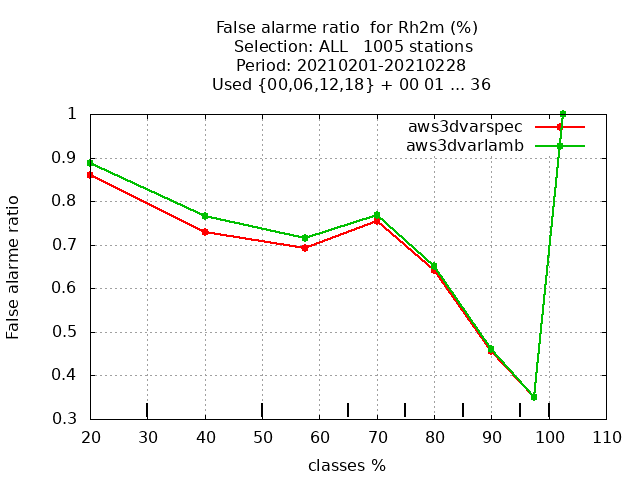 False alarme ratio  for Rh2m (%)
Selection: ALL   1005 stations
Period: 20210201-20210228
Used {00,06,12,18} + 00 01 ... 36
aws3dvarspec
aws3dvarlamb
False alarme ratio
1
0.9
0.8
0.7
0.6
0.5
0.4
0.3
20 30 40 50 60 70 80 90 100 110
classes %